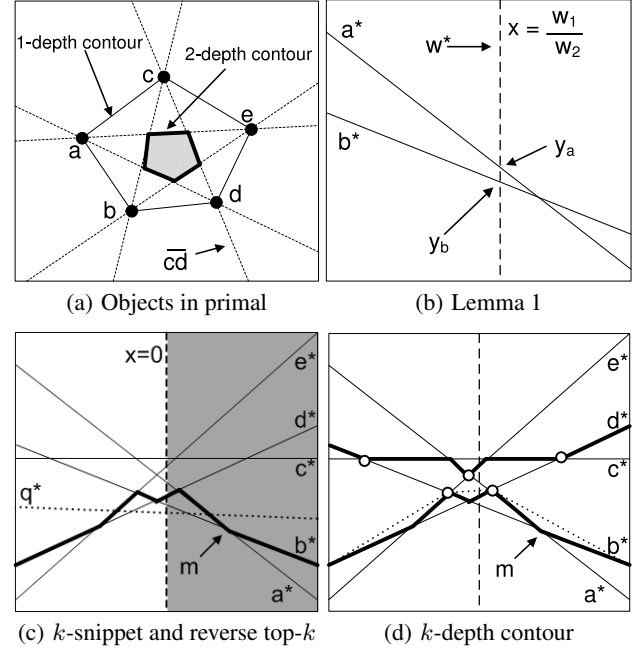 1-depth contour
2-depth contour
c
e
a
b
d
cd
(a) Objects in primal
a*
w*
x = w1/w2
b*
ya
yb
(b) Lemma 1
x=0
e*
d*
c*
q*
b*
m
a*
(c) k-snippet and reverse top-k
e*
d*
c*
b*
m
a*
(d) k-depth contour